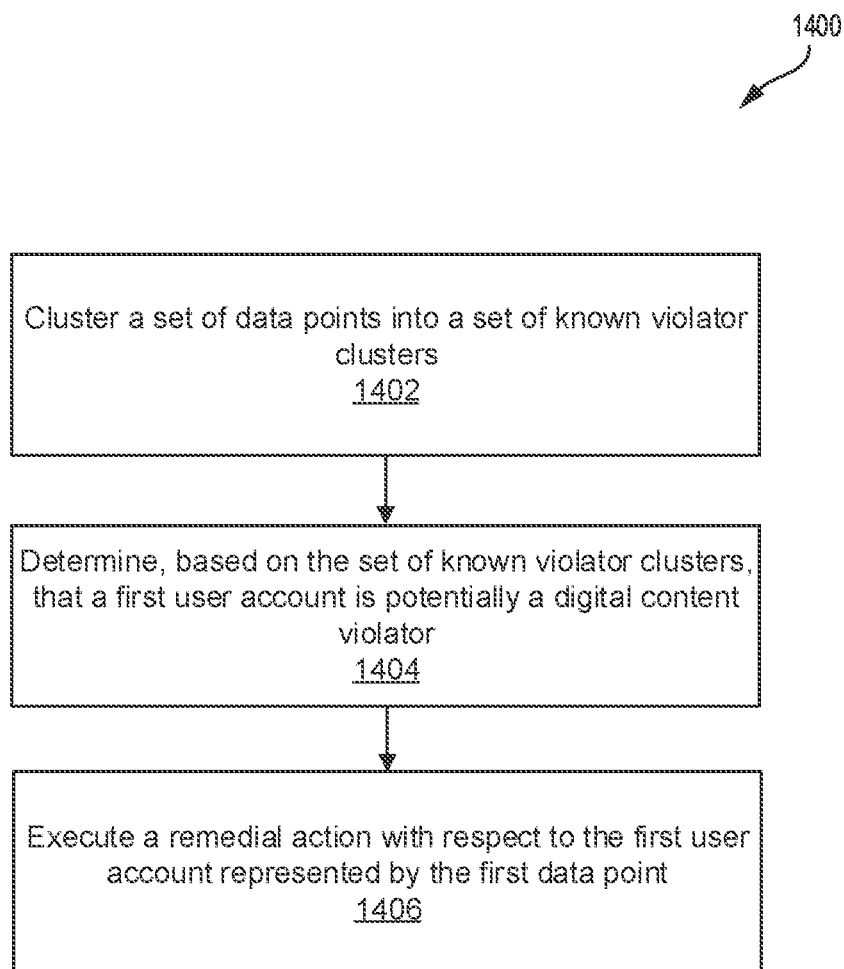 1400
Cluster a set of data points into a set of known violator
clusters
1402
Determine, based on the set of known violator clusters,
that a first user account is potentially a digital content
violator
1404
Execute a remedial action with respect to the first user
account represented by the first data point
1406